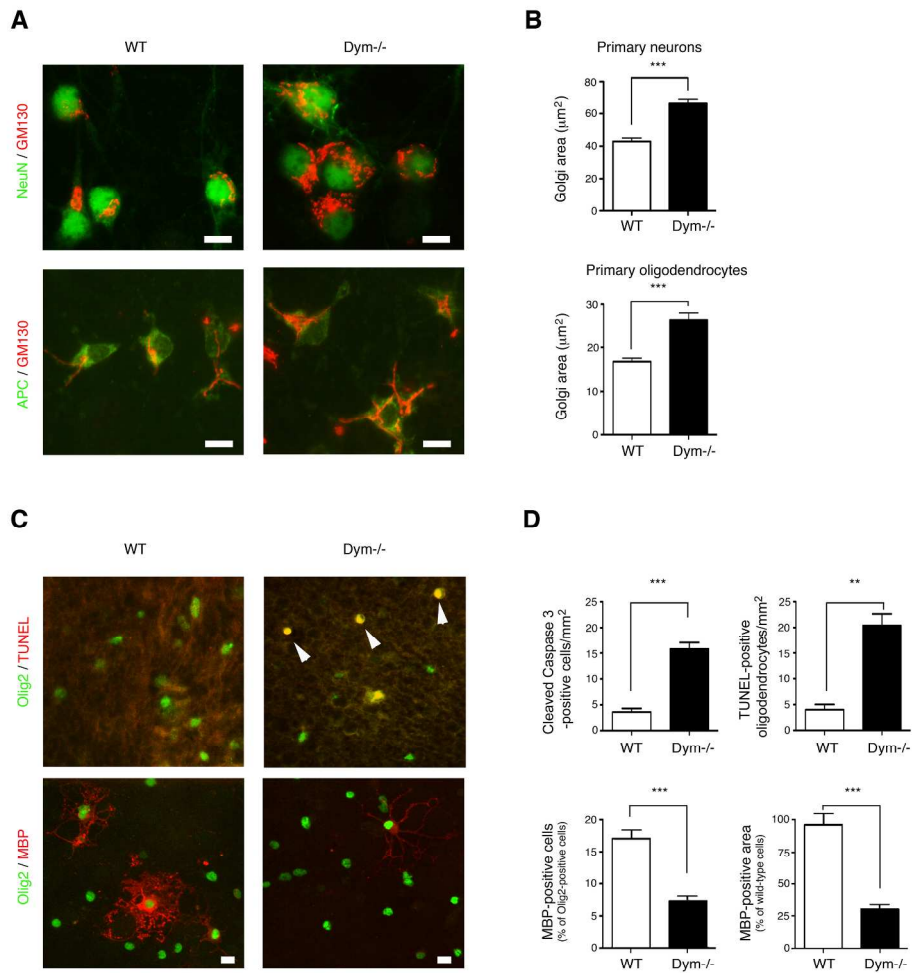 A
B
WT
Dym-/-
NeuN / GM130
APC / GM130
Primary neurons
***
Golgi area (μm2)
80
60
40
20
0
WT
Dym-/-
Primary oligodendrocytes
***
Golgi area (μm2)
30
20
10
0
WT
Dym-/-
C
D
WT
Dym-/-
Olig2 / TUNEL
Olig2 / MBP
***
Cleaved Caspase 3
-positive cells/mm2
25
20
15
10
5
0
WT
Dym-/-
**
TUNEL-positive
oligodendrocytes/mm2
25
20
15
10
5
0
WT
Dym-/-
***
MBP-positive cells
(% of Olig2-positive cells)
20
15
10
5
0
WT
Dym-/-
***
MBP-positive area
(% of wild-type cells)
100
75
50
25
0
WT
Dym-/-